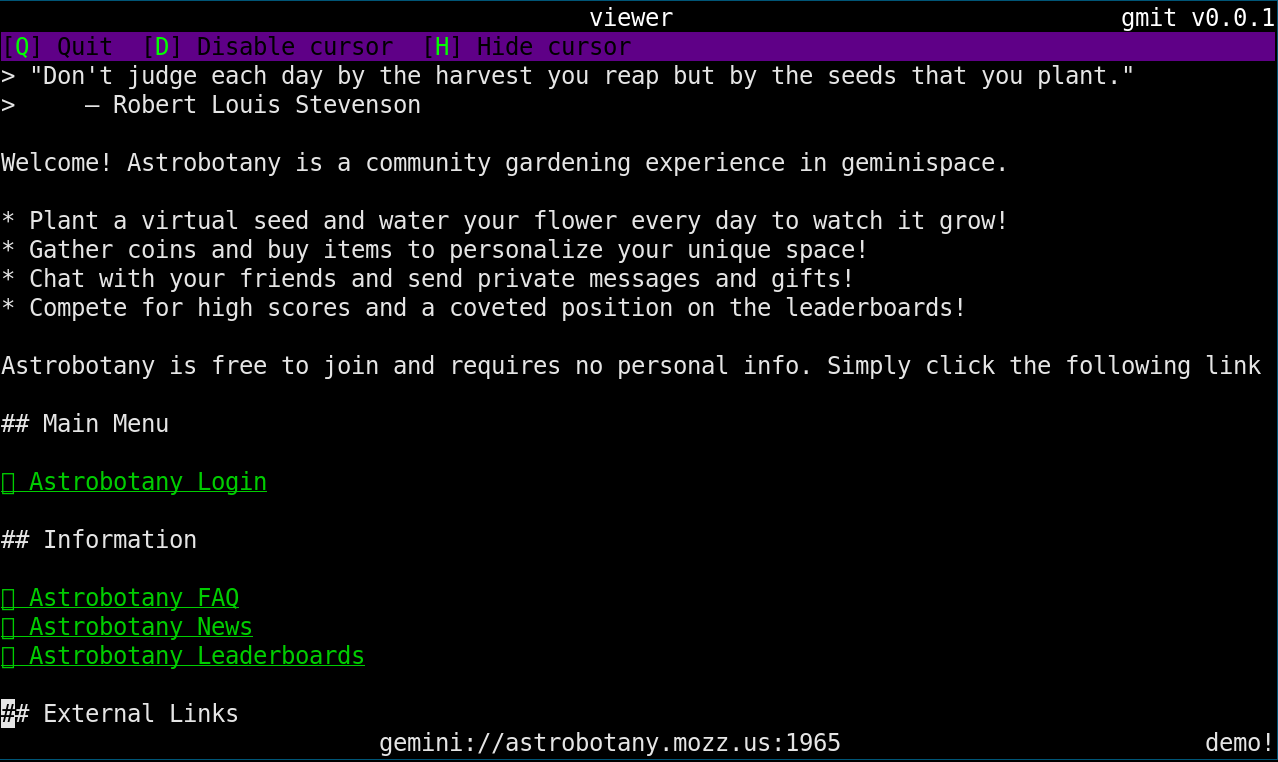 viewer gmit v0.0.1
[Q] Quit [D] Disable cursor [H] Hide cursor
> "Don't judge each day by the harvest you reap but by the seeds that you plant."
> — Robert Louis Stevenson
Welcome! Astrobotany is a community gardening experience in geminispace.
* Plant a virtual seed and water your flower every day to watch it grow!
* Gather coins and buy items to personalize your unique space!
* Chat with your friends and send private messages and gifts!
* Compete for high scores and a coveted position on the leaderboards!
Astrobotany is free to join and requires no personal info. Simply click the following link
## Main Menu
Astrobotany Login
## Information
Astrobotany FAQ
Astrobotany News
Astrobotany Leaderboards
## External Links
gemini://astrobotany.mozz.us:1965 demo!